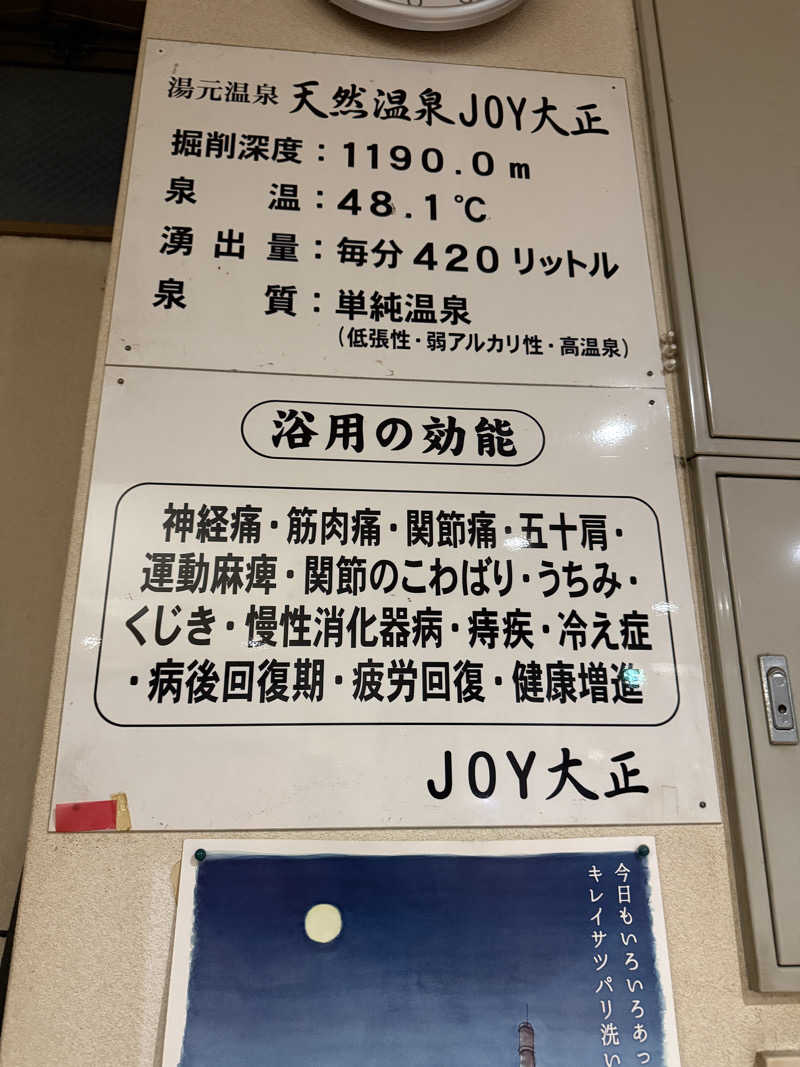 湯元温泉 天然温泉JOY大正
掘削深度：1190.0m
泉温：48.1℃
湧出量：毎分420リットル
泉質：単純温泉
（低張性・弱アルカリ性・高温泉）
浴用の効能
神経痛・筋肉痛・関節痛・五十肩・
運動麻痺・関節のこわばり・うちみ・
くじき・慢性消化器病・痔疾・冷え症
・病後回復期・疲労回復・健康増進
JOY大正
今日もいろいろあっ
キレイサッパリ洗い